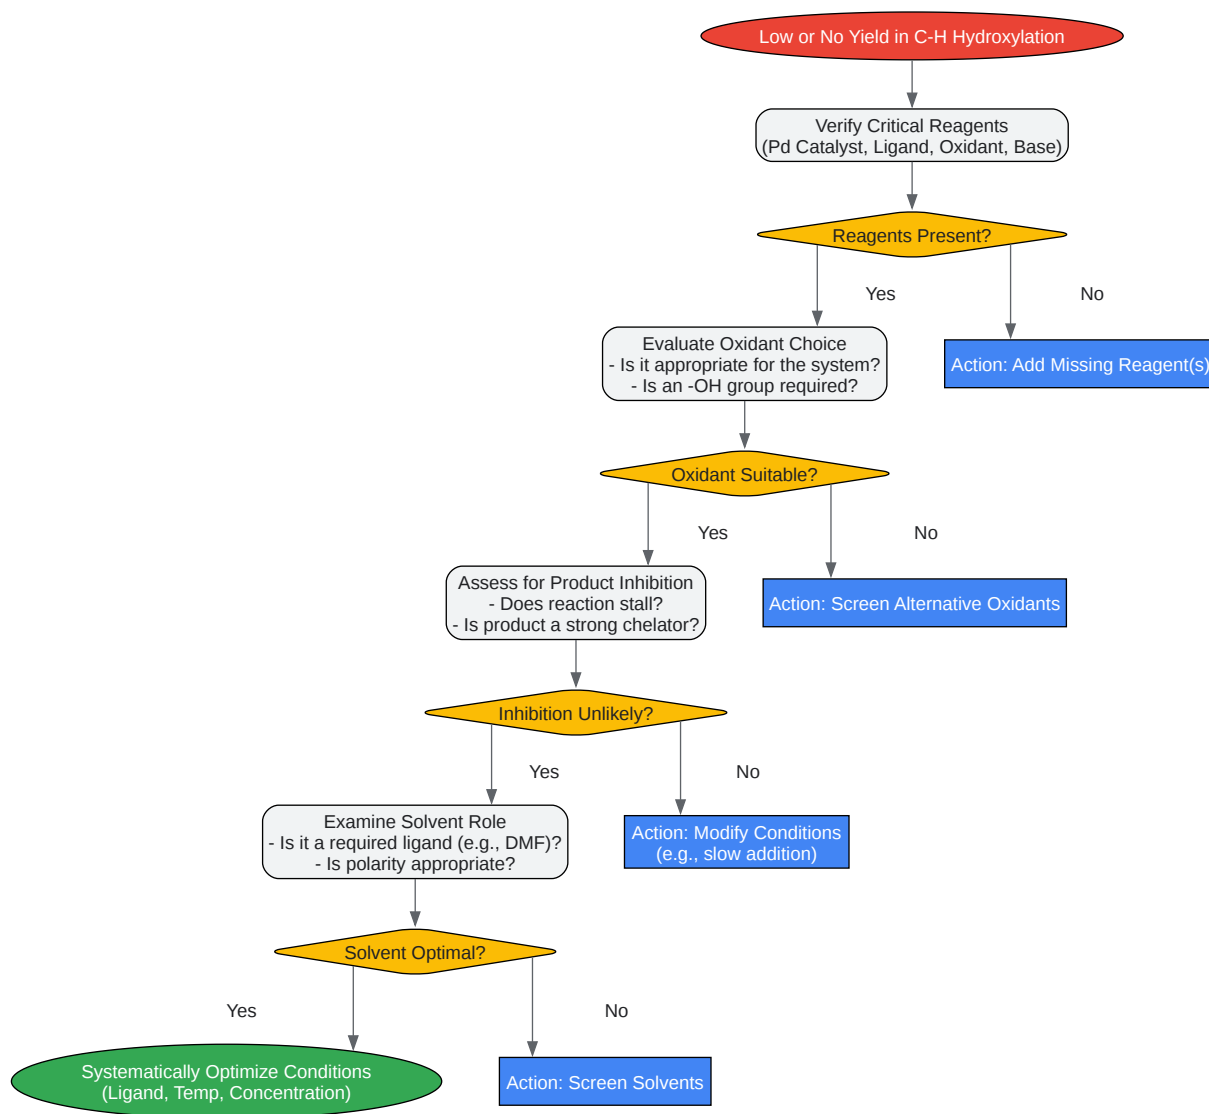 Low or No Yield in C-H Hydroxylation
Verify Critical Reagents
(Pd Catalyst, Ligand, Oxidant, Base)
Reagents Present?
Yes
No
Evaluate Oxidant Choice
- Is it appropriate for the system?
- Is an -OH group required?
Action: Add Missing Reagent(s)
Oxidant Suitable?
Yes
No
Assess for Product Inhibition
- Does reaction stall?
- Is product a strong chelator?
Action: Screen Alternative Oxidants
Inhibition Unlikely?
Yes
No
Examine Solvent Role
- Is it a required ligand (e.g., DMF)?
- Is polarity appropriate?
Action: Modify Conditions
(e.g., slow addition)
Solvent Optimal?
Yes
No
Systematically Optimize Conditions
(Ligand, Temp, Concentration)
Action: Screen Solvents